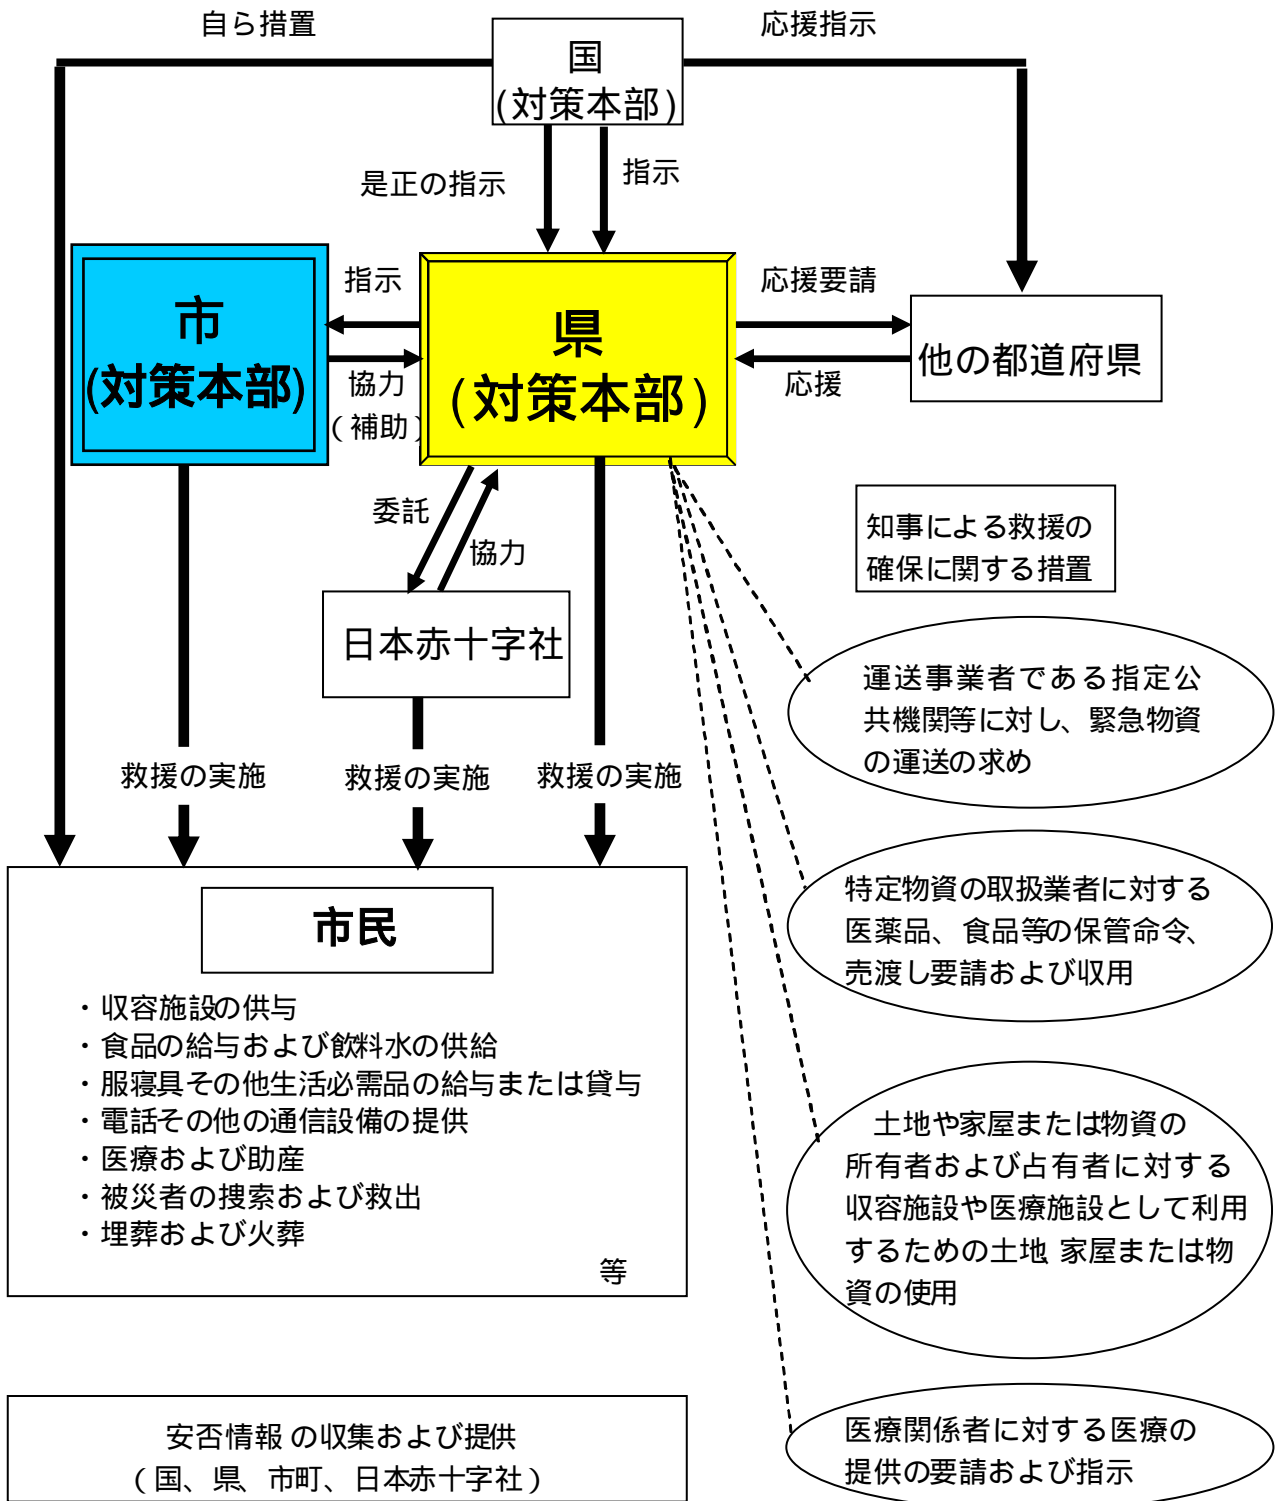 自ら措置
応援指示
国
(対策本部)
是正の指示
指示
市
(対策本部)
指示
協力
(補助)
県
(対策本部)
応援要請
応援
他の都道府県
委託
協力
日本赤十字社
知事による救援の
確保に関する措置
運送事業者である指定公
共機関等に対し、緊急物資
の運送の求め
救援の実施
救援の実施
救援の実施
特定物資の取扱業者に対する
医薬品、食品等の保管命令、
売渡し要請および収用
市民
・収容施設の供与
・食品の給与および飲料水の供給
・服寝具その他生活必需品の給与または貸与
・電話その他の通信設備の提供
・医療および助産
・被災者の捜索および救出
・埋葬および火葬
等
土地や家屋または物資の
所有者および占有者に対する
収容施設や医療施設として利用
するための土地、家屋または物
資の使用
安否情報の収集および提供
(国、県、市町、日本赤十字社)
医療関係者に対する医療の
提供の要請および指示